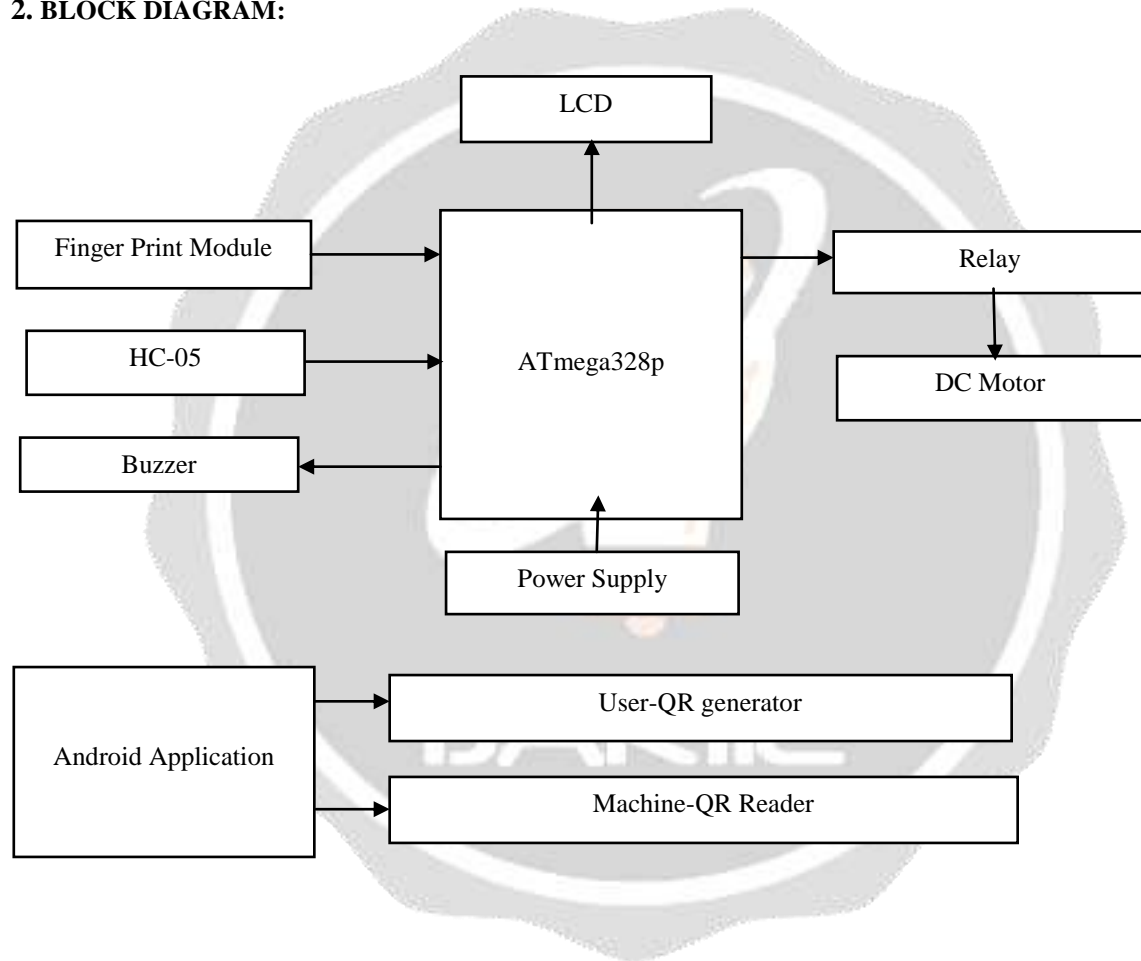 2. BLOCK DIAGRAM:
LCD
Finger Print Module
HC-05
Buzzer
ATmega328p
Relay
DC Motor
Power Supply
Android Application
User-QR generator
Machine-QR Reader